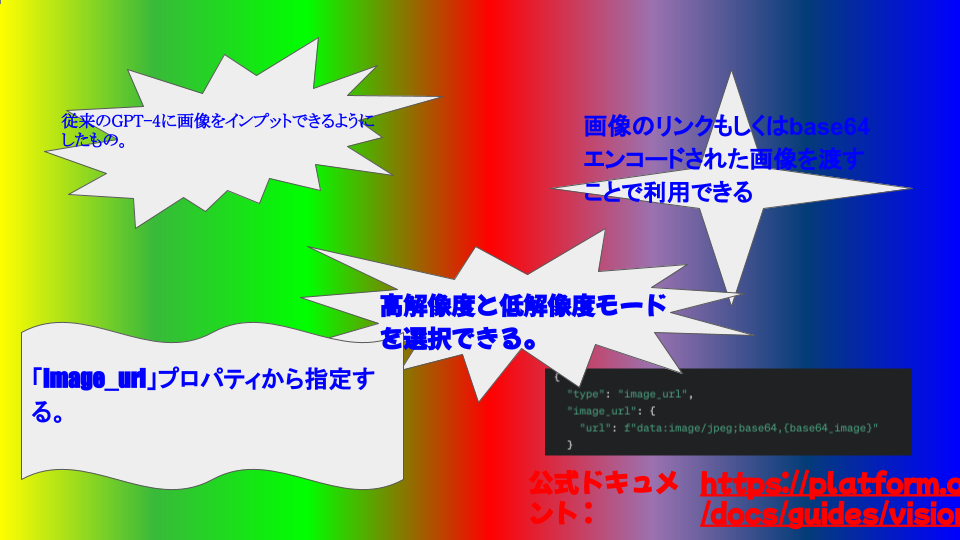 従来のGPT-4に画像をインプットできるように
したもの。
画像のリンクもしくはbase64
エンコードされた画像を渡す
ことで利用できる
高解像度と低解像度モード
を選択できる。
「image_url」プロパティから指定す
る。
{
"type": "image_url",
"image_url": {
"url": f"data:image/jpeg;base64,{base64_image}"
}
公式ドキュメ
ント：
https://platform.o
/docs/guides/vision